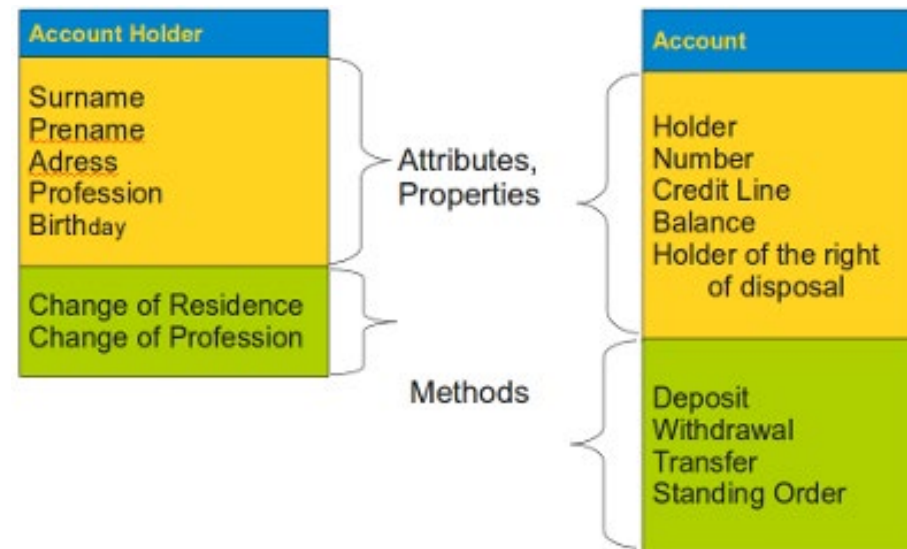 Account Holder
Surname
Prename
Adress
Profession
Birthday
Change of Residence
Change of Profession
Attributes,
Properties
Methods
Account
Holder
Number
Credit Line
Balance
Holder of the right
of disposal
Deposit
Withdrawal
Transfer
Standing Order